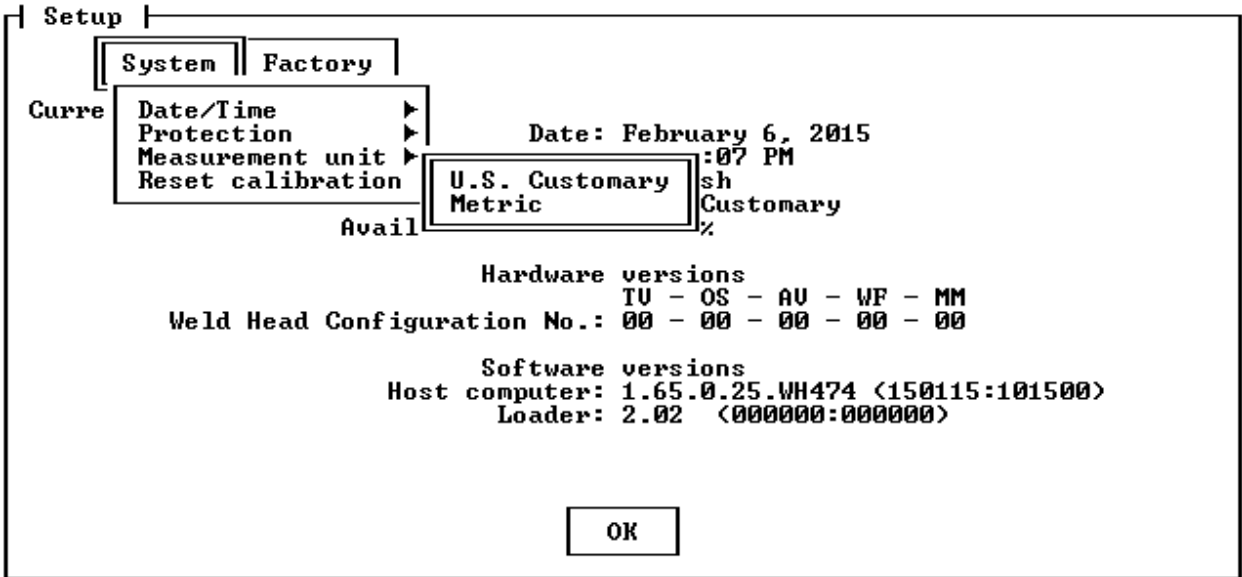 Setup
System Factory
Curre Date/Time
Protection Date: February 6, 2015
Measurement unit :07 PM
Reset calibration U.S. Customary sh
Metric Customary
Avail %
Hardware versions
TV - OS - AV - WF - MM
Weld Head Configuration No.: 00 - 00 - 00 - 00 - 00
Software versions
Host computer: 1.65.0.25.WH474 (150115:101500)
Loader: 2.02 (000000:000000)
OK